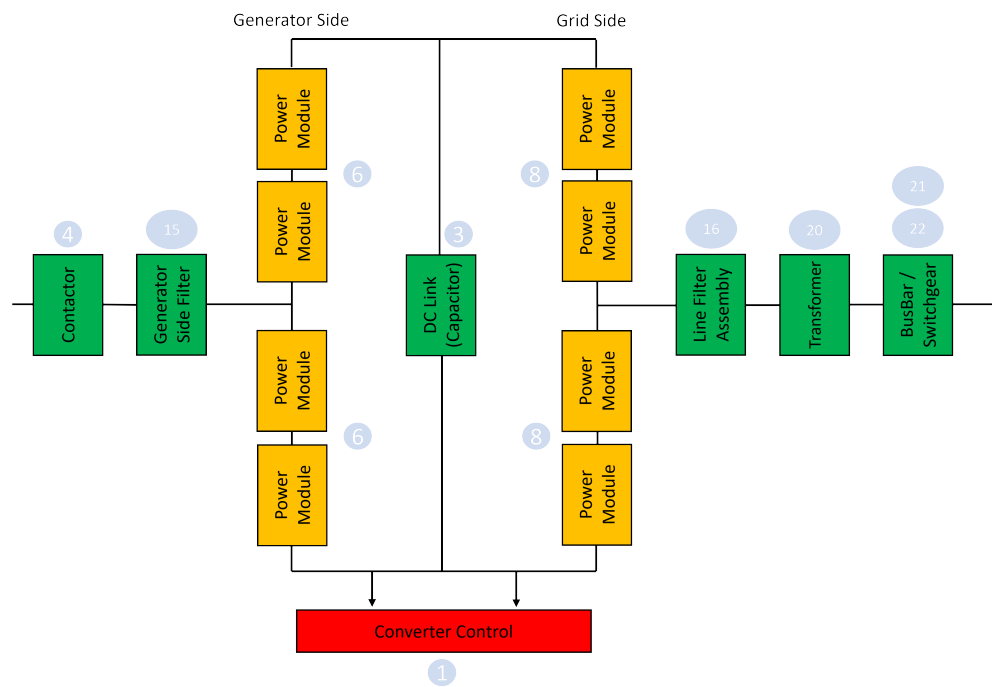 Generator Side
Grid Side
Power
Module
Power
Module
6
8
Power
Module
Power
Module
21
4
15
3
16
20
22
Contactor
Generator
Side Filter
DC Link
(Capacitor)
Line Filter
Assembly
Transformer
BusBar /
Switchgear
Power
Module
Power
Module
6
8
Power
Module
Power
Module
Converter Control
1